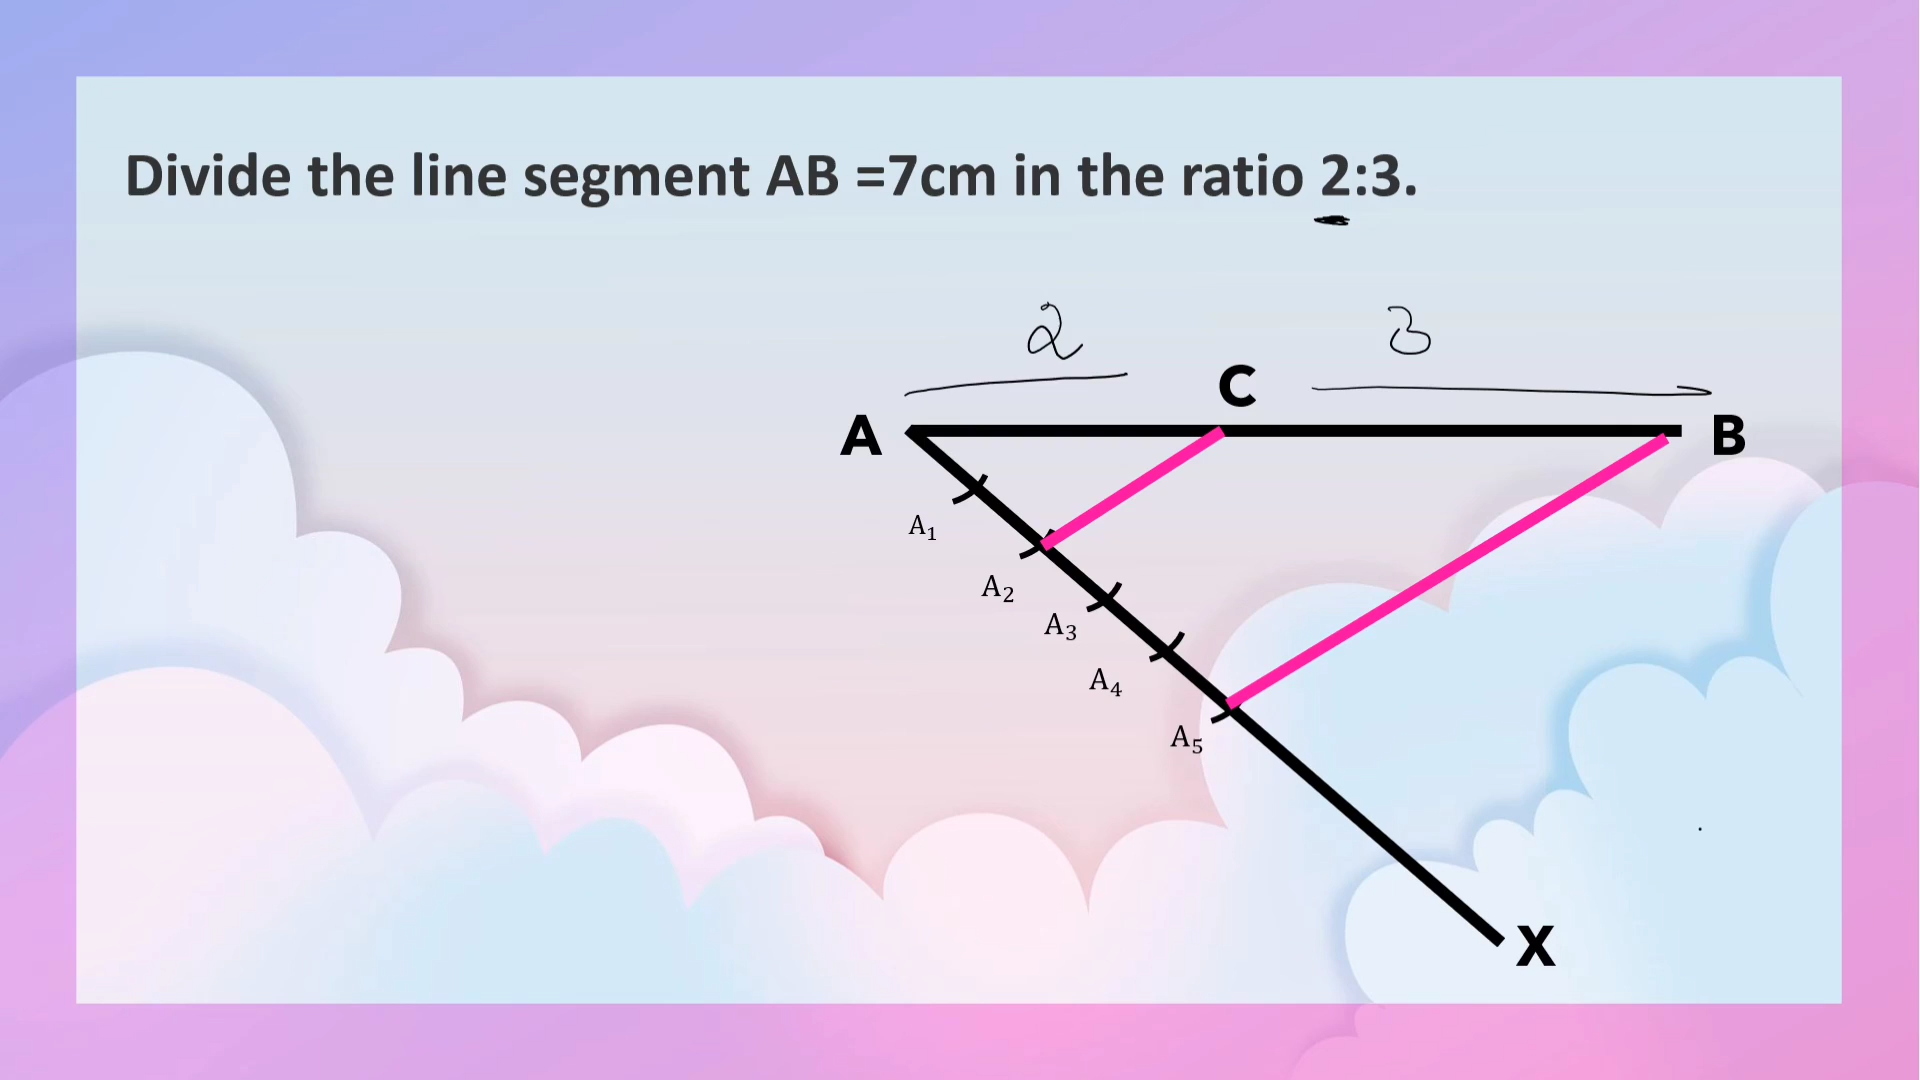 Divide the line segment AB =7cm in the ratio 2:3.
2 3
C
A B
A₁
A₂
A₃
A₄
A₅
X